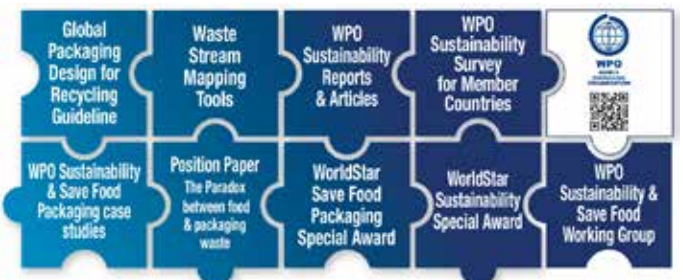 Global
Packaging
Design for
Recycling
Guideline
Waste
Stream
Mapping
Tools
WPO
Sustainability
Reports
& Articles
WPO
Sustainability
Survey
for Member
Countries
WPO
WPO Sustainability
& Save Food
Packaging case
studies
Position Paper
The Paradox
between food
& packaging
waste
WorldStar
Save Food
Packaging
Special Award
WorldStar
Sustainability
Special Award
WPO
Sustainability &
Save Food
Working Group